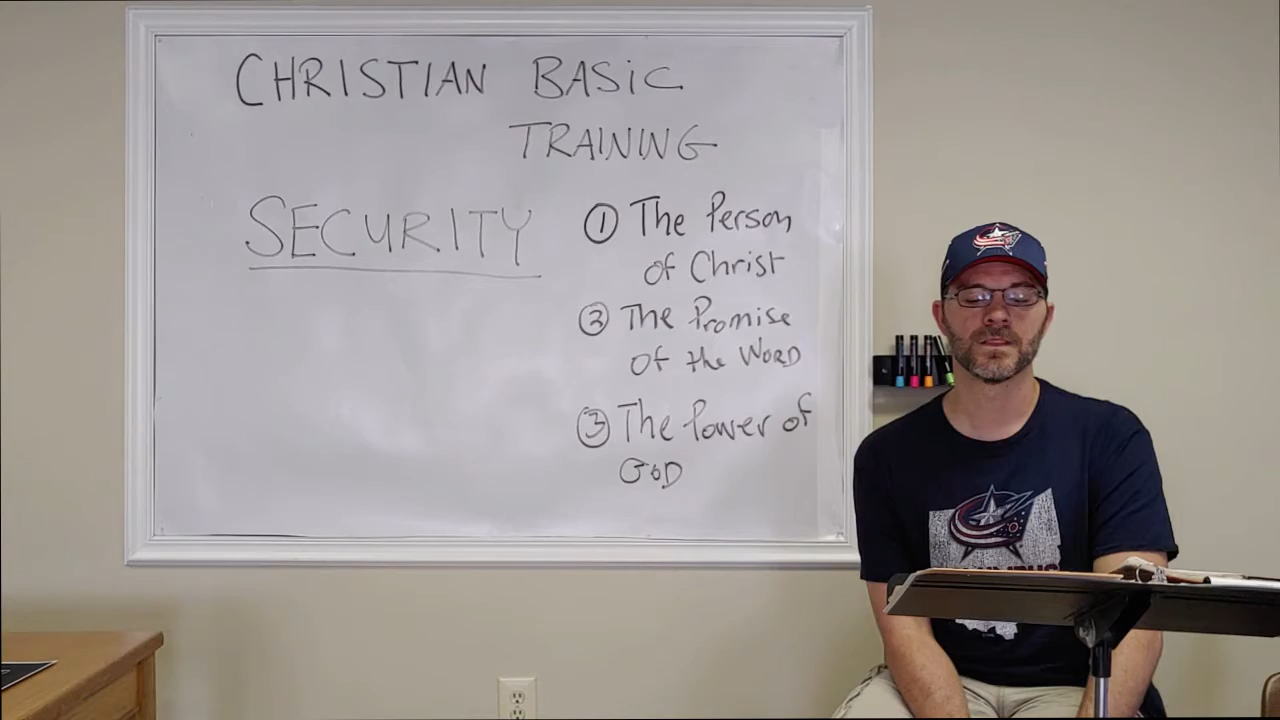 CHRISTIAN BASIC
TRAINING
SECURITY
① The Person
of Christ
② The Promise
of the WORD
③ The Power of
GOD